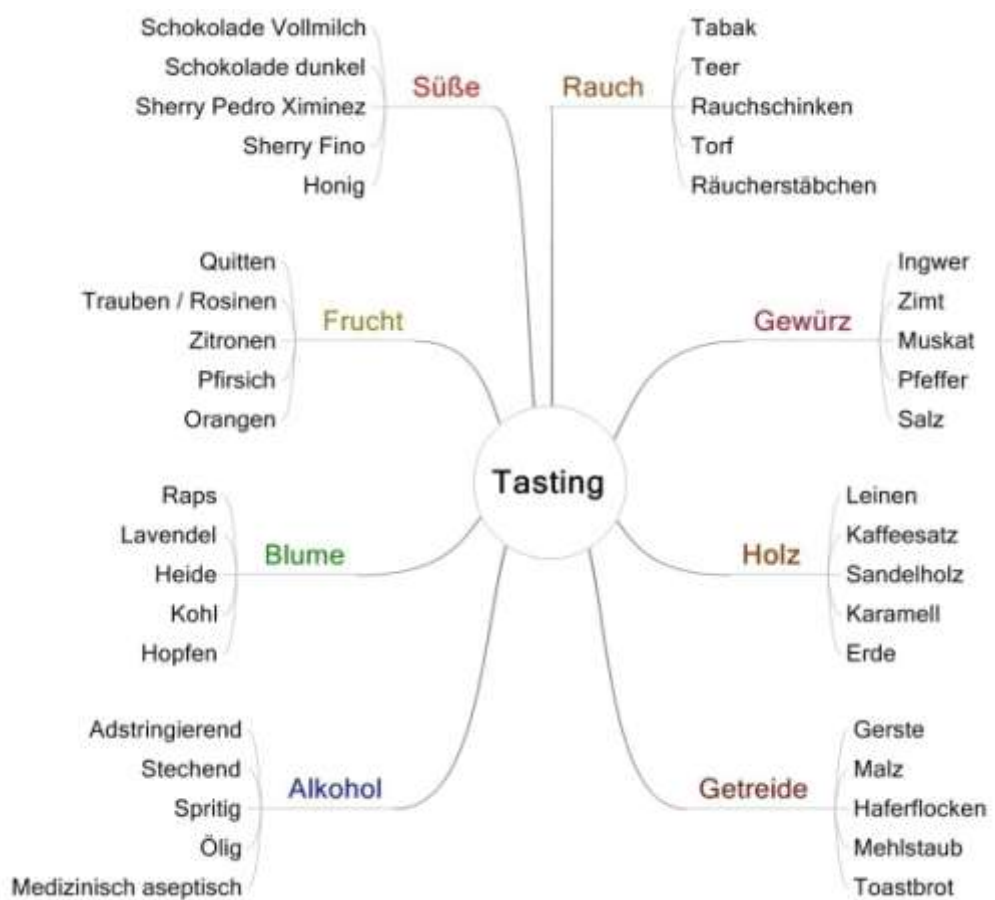 Süße
Schokolade Vollmilch
Schokolade dunkel
Sherry Pedro Ximinez
Sherry Fino
Honig
Rauch
Tabak
Teer
Rauchschinken
Torf
Räucherstäbchen
Frucht
Quitten
Trauben / Rosinen
Zitronen
Pfirsich
Orangen
Gewürz
Ingwer
Zimt
Muskat
Pfeffer
Salz
Tasting
Blume
Raps
Lavendel
Heide
Kohl
Hopfen
Holz
Leinen
Kaffeesatz
Sandelholz
Karamell
Erde
Alkohol
Adstringierend
Stechend
Spritig
Ölig
Medizinisch aseptisch
Getreide
Gerste
Malz
Haferflocken
Mehlstaub
Toastbrot